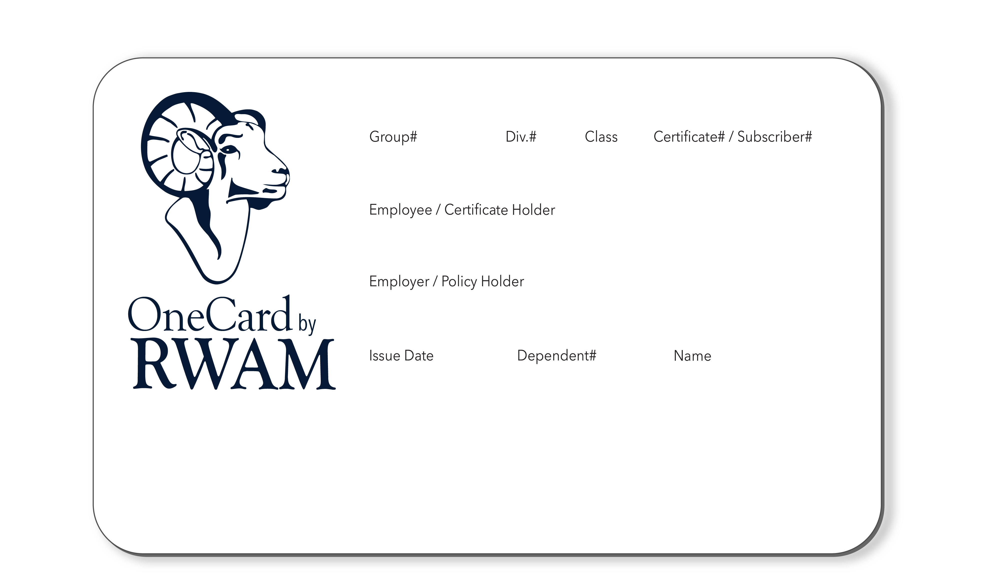 Group# Div.# Class Certificate# / Subscriber#
Employee / Certificate Holder
Employer / Policy Holder
OneCard by
RWAM
Issue Date Dependent# Name